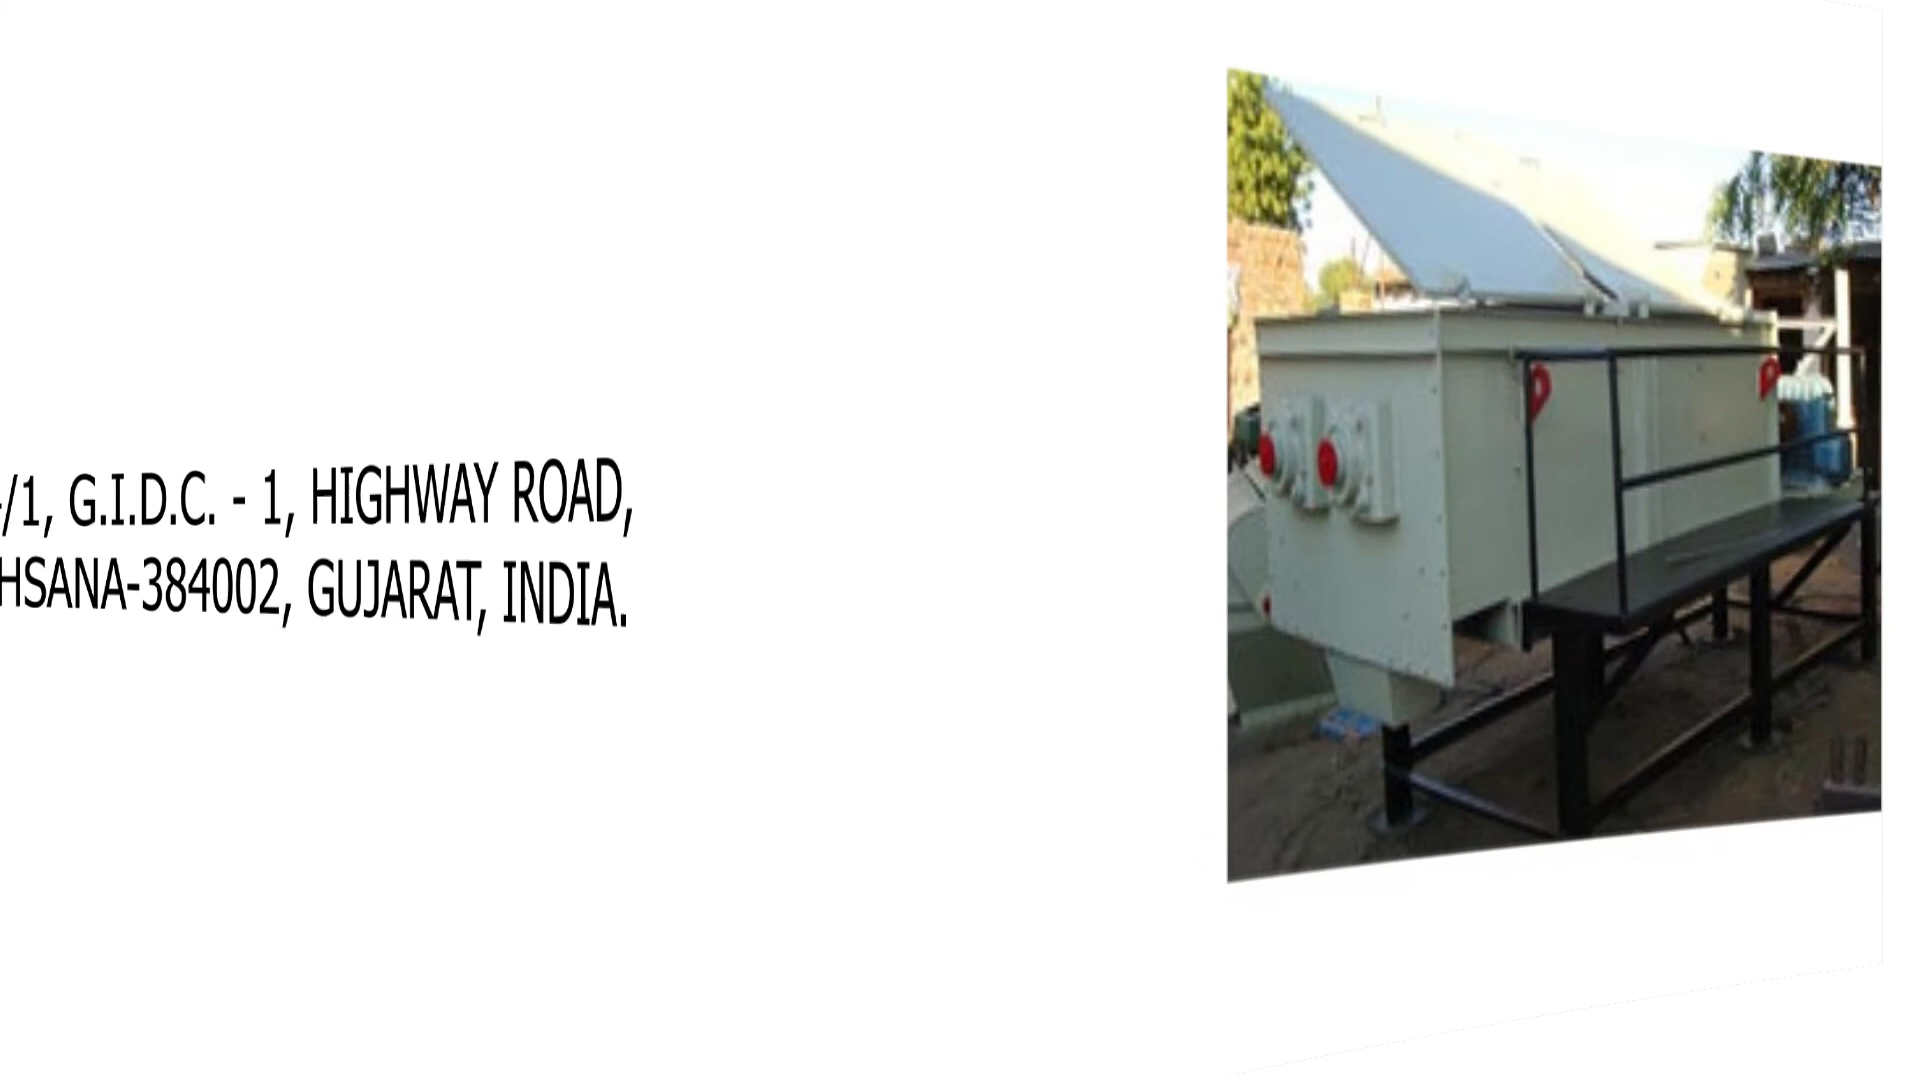 /1, G.I.D.C. - 1, HIGHWAY ROAD,
HSANA-384002, GUJARAT, INDIA.